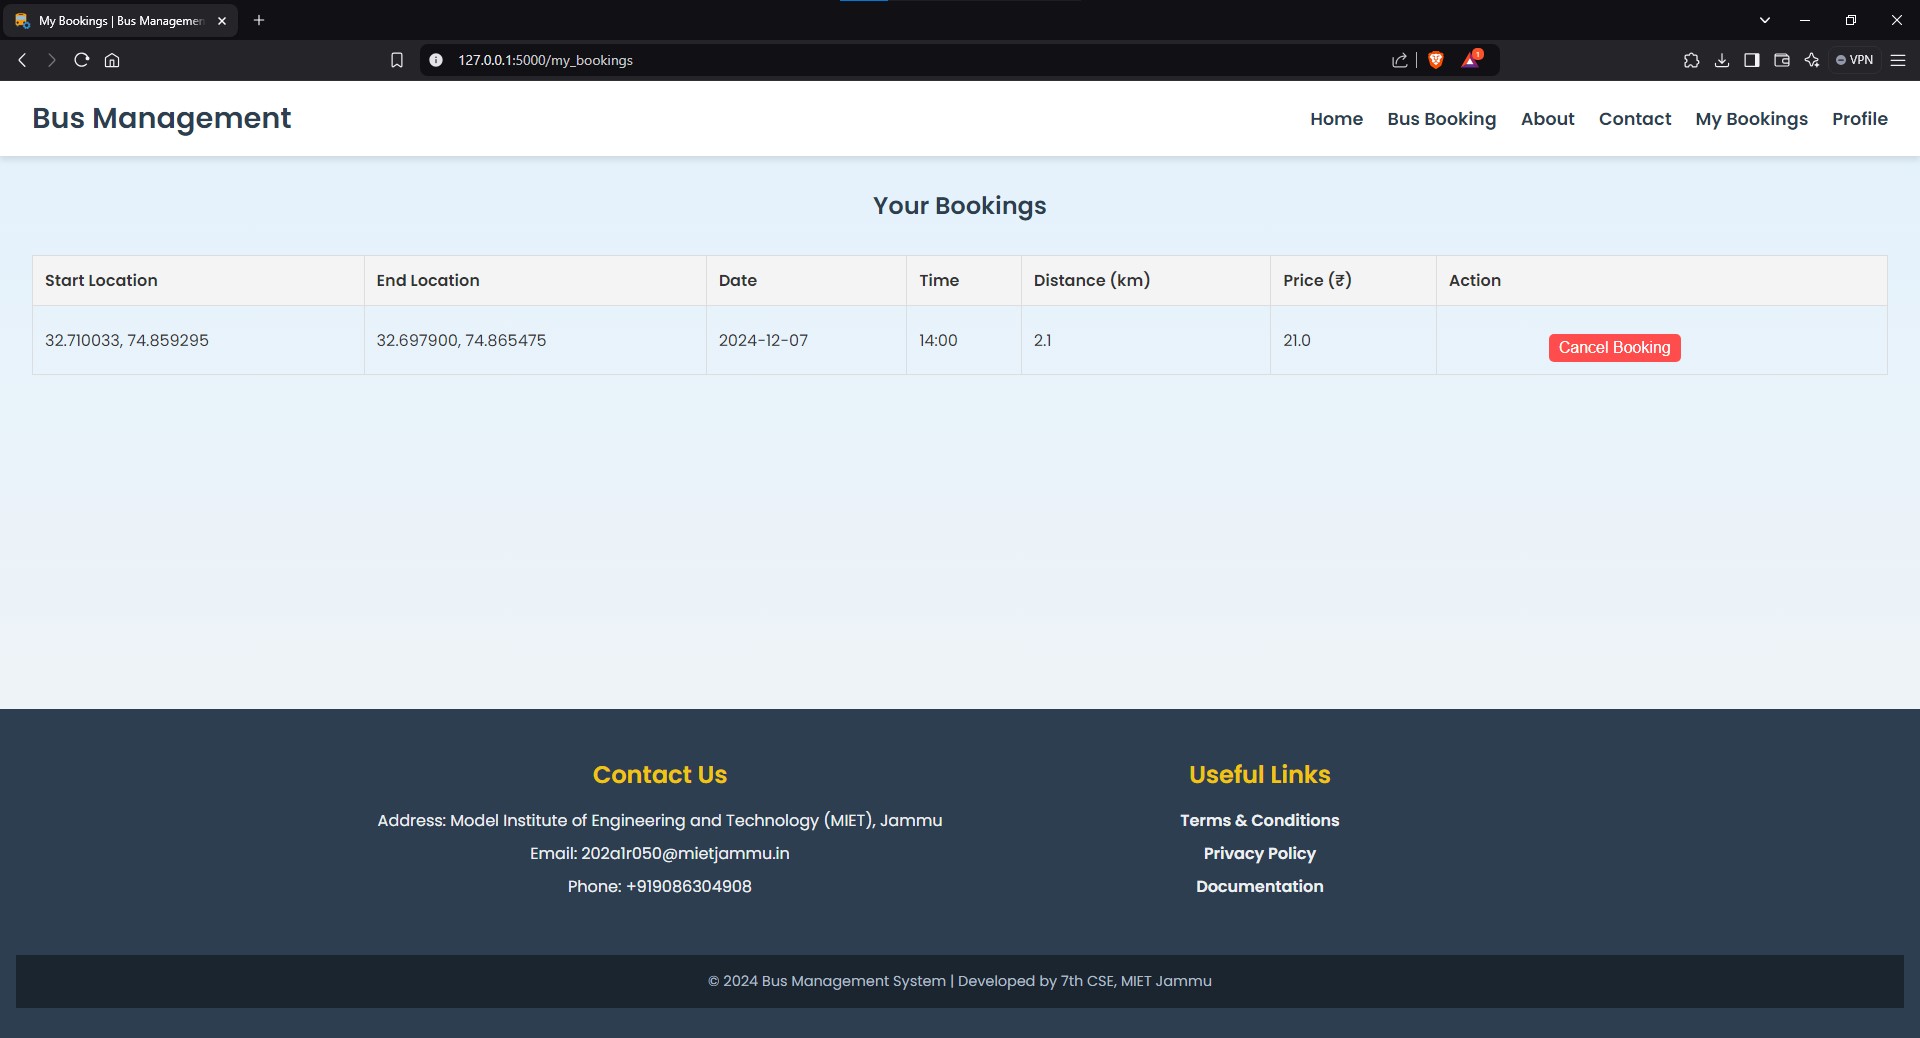 My Bookings | Bus Managemen
127.0.0.1:5000/my_bookings
1
VPN
Bus Management
Home Bus Booking About Contact My Bookings Profile
Your Bookings
Start Location End Location Date Time Distance (km) Price (₹) Action
32.710033, 74.859295 32.697900, 74.865475 2024-12-07 14:00 2.1 21.0 Cancel Booking
Contact Us
Address: Model Institute of Engineering and Technology (MIET), Jammu
Email: 202a1r050@mietjammu.in
Phone: +919086304908
Useful Links
Terms & Conditions
Privacy Policy
Documentation
© 2024 Bus Management System | Developed by 7th CSE, MIET Jammu